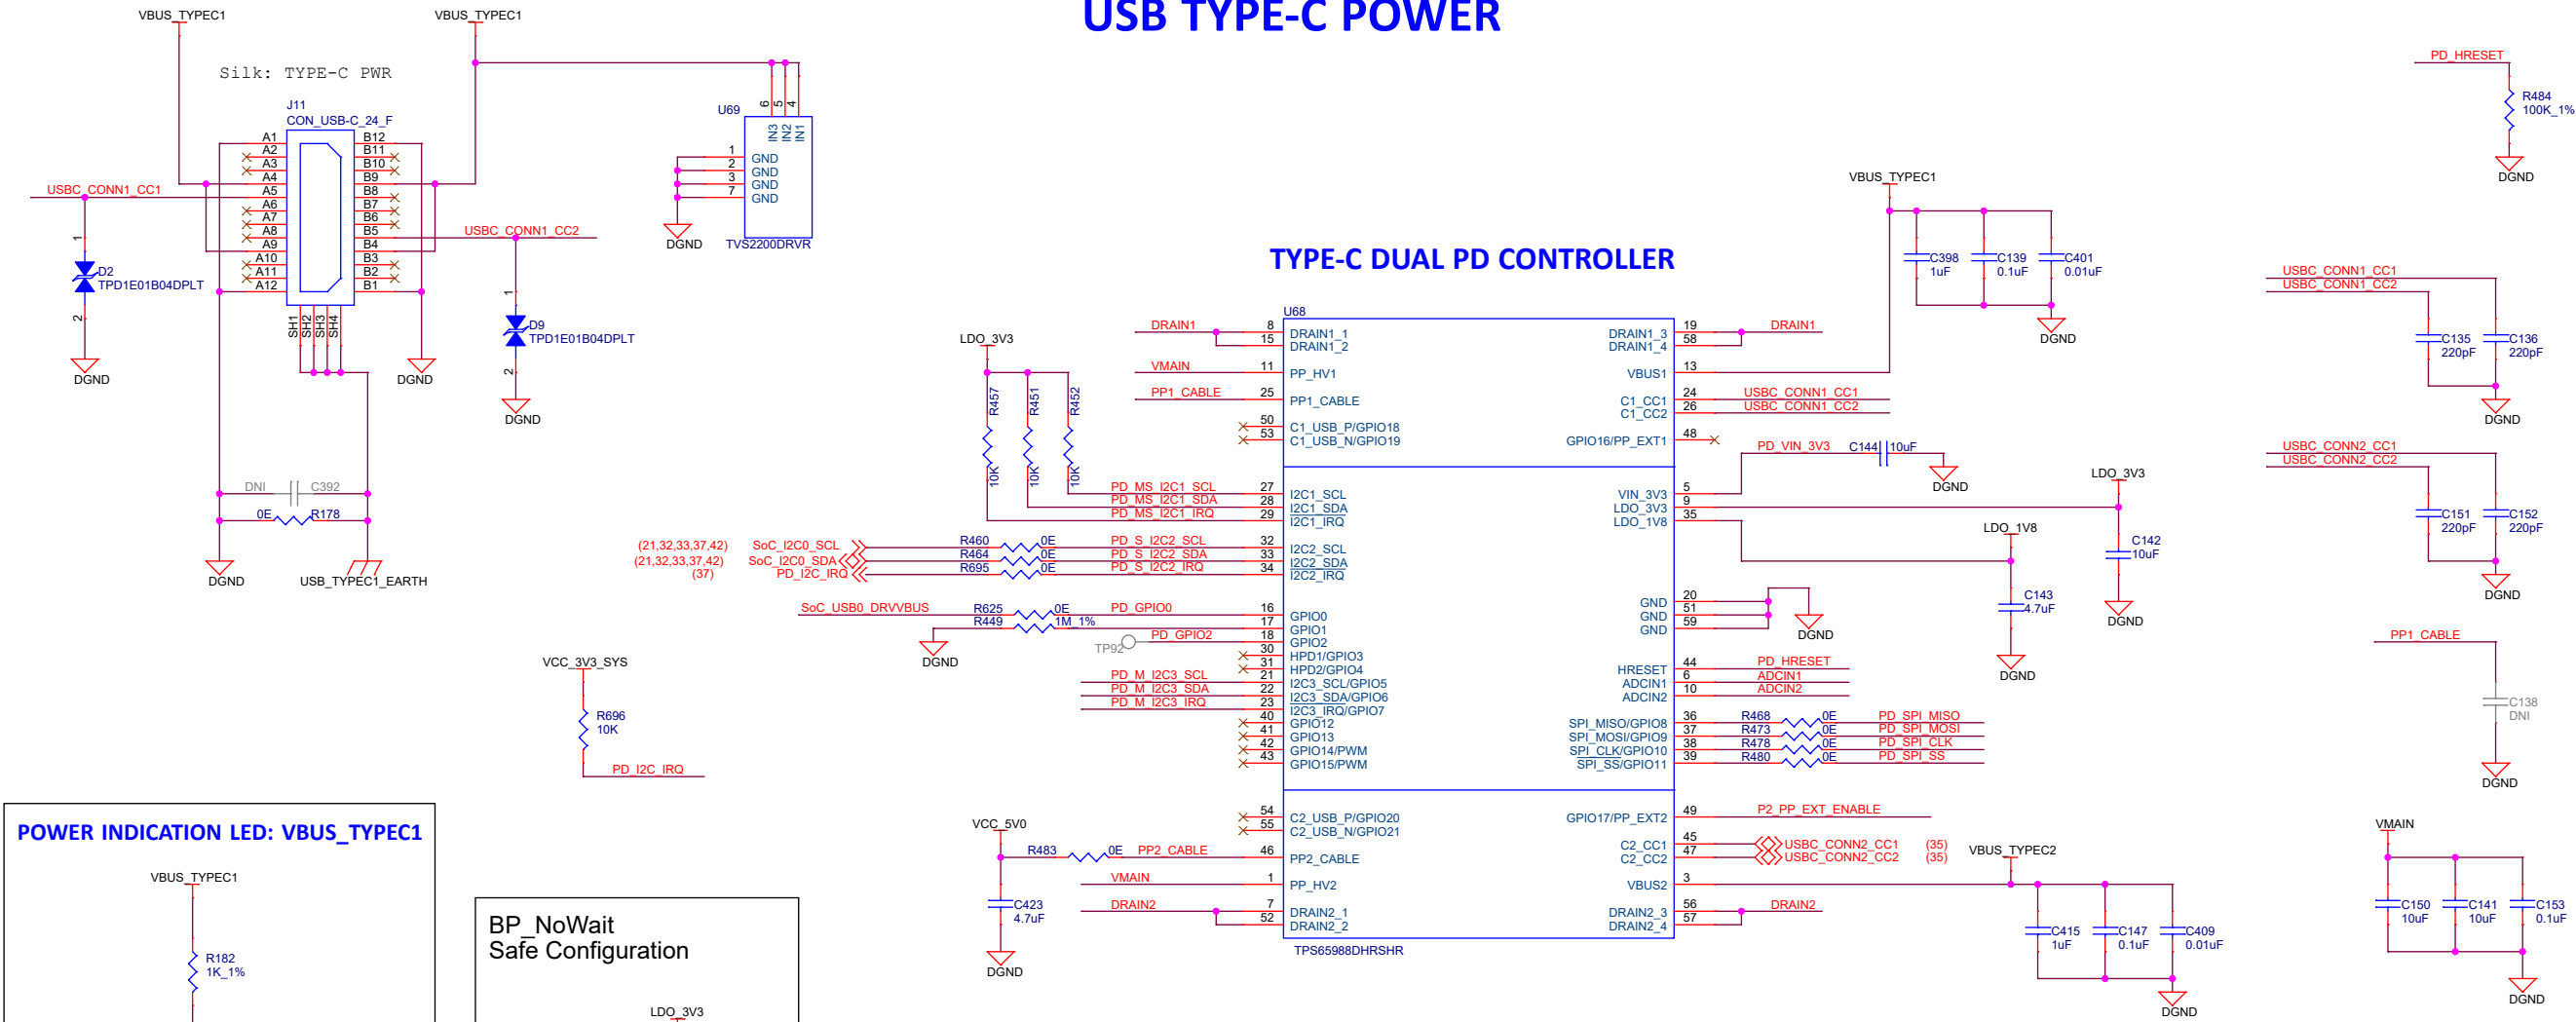 USB TYPE-C POWER
VBUS_TYPEC1
VBUS_TYPEC1
Silk: TYPE-C PWR
J11
CON_USB-C_24_F
A1
A2
A3
A4
A5
A6
A7
A8
A9
A10
A11
A12
B12
B11
B10
B9
B8
B7
B6
B5
B4
B3
B2
B1
SH1
SH2
SH3
SH4
USBC_CONN1_CC1
USBC_CONN1_CC2
1
D2
TPD1E01B04DPLT
2
DGND
DGND
1
D9
TPD1E01B04DPLT
2
DGND
DNI C392
0E R178
DGND
USB_TYPEC1_EARTH
U69
6
5
4
IN3
IN2
IN1
1 GND
2 GND
3 GND
7 GND
DGND
TVS2200DRVR
PD_HRESET
R484
100K_1%
DGND
TYPE-C DUAL PD CONTROLLER
VBUS_TYPEC1
C398
1uF
C139
0.1uF
C401
0.01uF
DGND
U68
DRAIN1 8 DRAIN1_1
15 DRAIN1_2
VMAIN 11 PP_HV1
PP1_CABLE 25 PP1_CABLE
50 C1_USB_P/GPIO18
53 C1_USB_N/GPIO19
DRAIN1_3 19 DRAIN1
DRAIN1_4 58
VBUS1 13
C1_CC1 24 USBC_CONN1_CC1
C1_CC2 26 USBC_CONN1_CC2
GPIO16/PP_EXT1 48
LDO_3V3
R457
R451
R452
10K
10K
10K
PD_MS_I2C1_SCL 27 I2C1_SCL
PD_MS_I2C1_SDA 28 I2C1_SDA
PD_MS_I2C1_IRQ 29 I2C1_IRQ
(21,32,33,37,42) SoC_I2C0_SCL R460 0E PD_S_I2C2_SCL 32 I2C2_SCL
(21,32,33,37,42) SoC_I2C0_SDA R464 0E PD_S_I2C2_SDA 33 I2C2_SDA
(37) PD_I2C_IRQ R695 0E PD_S_I2C2_IRQ 34 I2C2_IRQ
SoC_USB0_DRVVBUS R625 0E PD_GPIO0 16 GPIO0
R449 1M_1% 17 GPIO1
DGND
TP92 PD_GPIO2 18 GPIO2
30 HPD1/GPIO3
31 HPD2/GPIO4
PD_M_I2C3_SCL 21 I2C3_SCL/GPIO5
PD_M_I2C3_SDA 22 I2C3_SDA/GPIO6
PD_M_I2C3_IRQ 23 I2C3_IRQ/GPIO7
40 GPIO12
41 GPIO13
42 GPIO14/PWM
43 GPIO15/PWM
PD_VIN_3V3 C144 10uF
DGND
VIN_3V3 5
LDO_3V3 9
LDO_1V8 35
LDO_3V3
C142
10uF
DGND
LDO_1V8
C143
4.7uF
DGND
GND 20
GND 51
GND 59
DGND
HRESET 44 PD_HRESET
ADCIN1 6 ADCIN1
ADCIN2 10 ADCIN2
SPI_MISO/GPIO8 36 R468 0E PD_SPI_MISO
SPI_MOSI/GPIO9 37 R473 0E PD_SPI_MOSI
SPI_CLK/GPIO10 38 R478 0E PD_SPI_CLK
SPI_SS/GPIO11 39 R480 0E PD_SPI_SS
VCC_5V0
R483 0E PP2_CABLE
C423
4.7uF
DGND
54 C2_USB_P/GPIO20
55 C2_USB_N/GPIO21
46 PP2_CABLE
VMAIN 1 PP_HV2
DRAIN2 7 DRAIN2_1
52 DRAIN2_2
GPIO17/PP_EXT2 49 P2_PP_EXT_ENABLE
C2_CC1 45 USBC_CONN2_CC1 (35)
C2_CC2 47 USBC_CONN2_CC2 (35)
VBUS2 3
DRAIN2_3 56 DRAIN2
DRAIN2_4 57
TPS65988DHRSHR
VBUS_TYPEC2
C415
1uF
C147
0.1uF
C409
0.01uF
DGND
USBC_CONN1_CC1
USBC_CONN1_CC2
C135
220pF
C136
220pF
DGND
USBC_CONN2_CC1
USBC_CONN2_CC2
C151
220pF
C152
220pF
DGND
PP1_CABLE
C138
DNI
DGND
VMAIN
C150
10uF
C141
10uF
C153
0.1uF
DGND
VCC_3V3_SYS
R696
10K
PD_I2C_IRQ
POWER INDICATION LED: VBUS_TYPEC1
VBUS_TYPEC1
R182
1K_1%
BP_NoWait
Safe Configuration
LDO_3V3